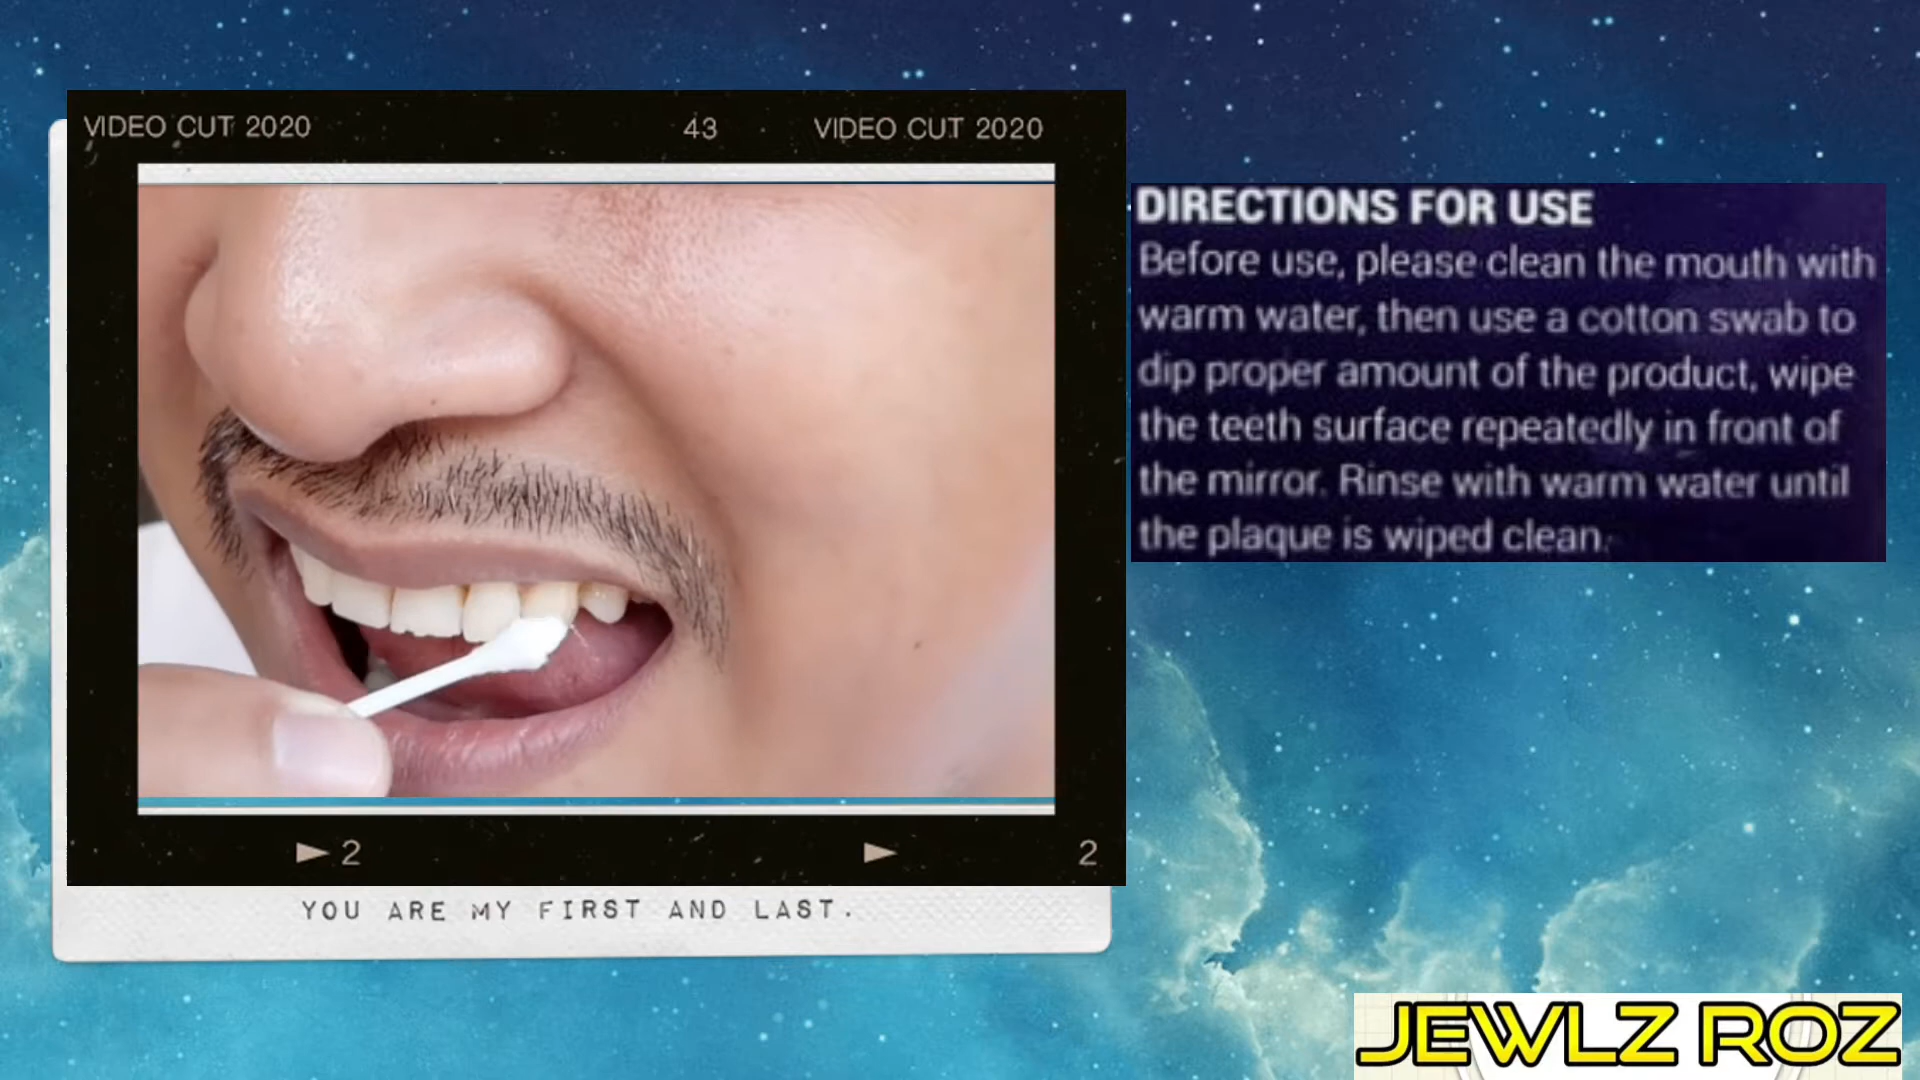 VIDEO CUT 2020 43 VIDEO CUT 2020
DIRECTIONS FOR USE
Before use, please clean the mouth with
warm water, then use a cotton swab to
dip proper amount of the product, wipe
the teeth surface repeatedly in front of
the mirror. Rinse with warm water until
the plaque is wiped clean.
2 2
YOU ARE MY FIRST AND LAST.
JEWLZ ROZ